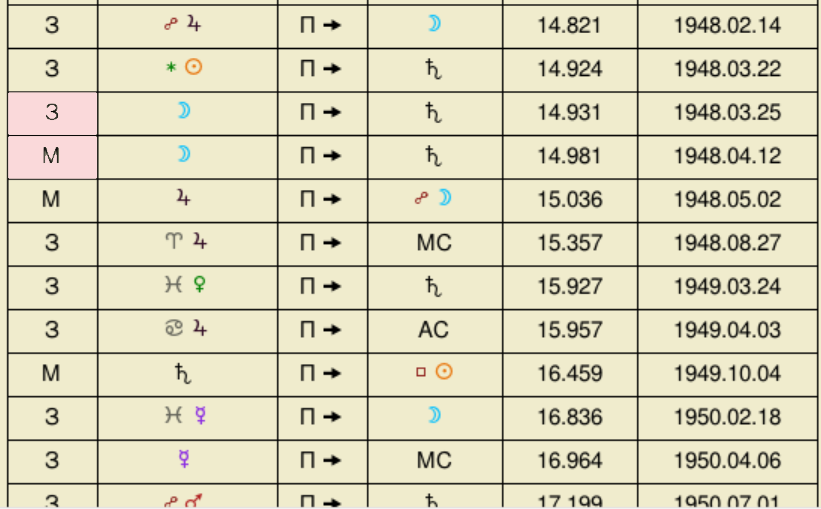 З ☍ ♃ П ➔ ☽ 14.821 1948.02.14
З ✶ ☉ П ➔ ♄ 14.924 1948.03.22
З ☽ П ➔ ♄ 14.931 1948.03.25
М ☽ П ➔ ♄ 14.981 1948.04.12
М ♃ П ➔ ☍ ☽ 15.036 1948.05.02
З ♈ ♃ П ➔ MC 15.357 1948.08.27
З ♓ ♀ П ➔ ♄ 15.927 1949.03.24
З ♋ ♃ П ➔ AC 15.957 1949.04.03
М ♄ П ➔ □ ☉ 16.459 1949.10.04
З ♓ ☿ П ➔ ☽ 16.836 1950.02.18
З ☿ П ➔ MC 16.964 1950.04.06
З ☍ ♂ П ➔ ♄ 17.199 1950.07.01